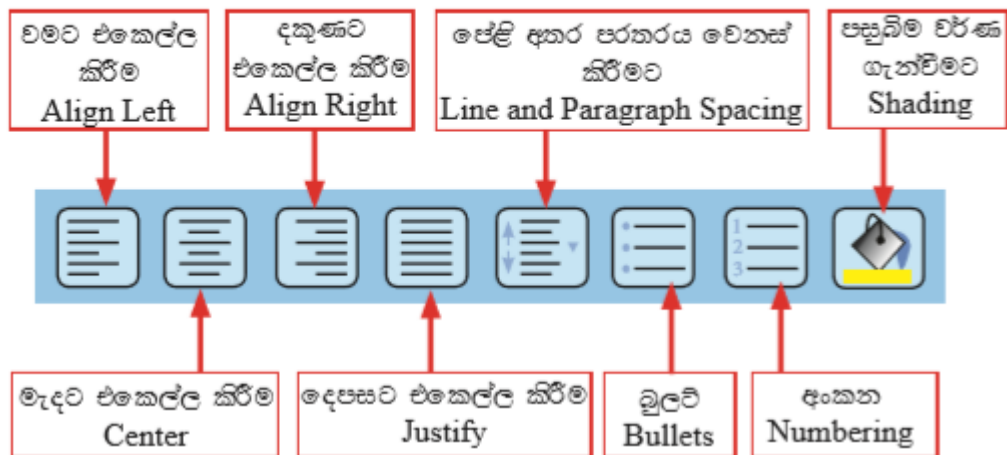 වමට එකෙල්ල
කිරීම
Align Left
දකුණට
එකෙල්ල කිරීම
Align Right
පේළි අතර පරතරය වෙනස්
කිරීමට
Line and Paragraph Spacing
පසුබිම වර්ණ
ගැන්වීමට
Shading
1
2
3
මැදට එකෙල්ල කිරීම
Center
දෙපසට එකෙල්ල කිරීම
Justify
බුලට්
Bullets
අංකන
Numbering